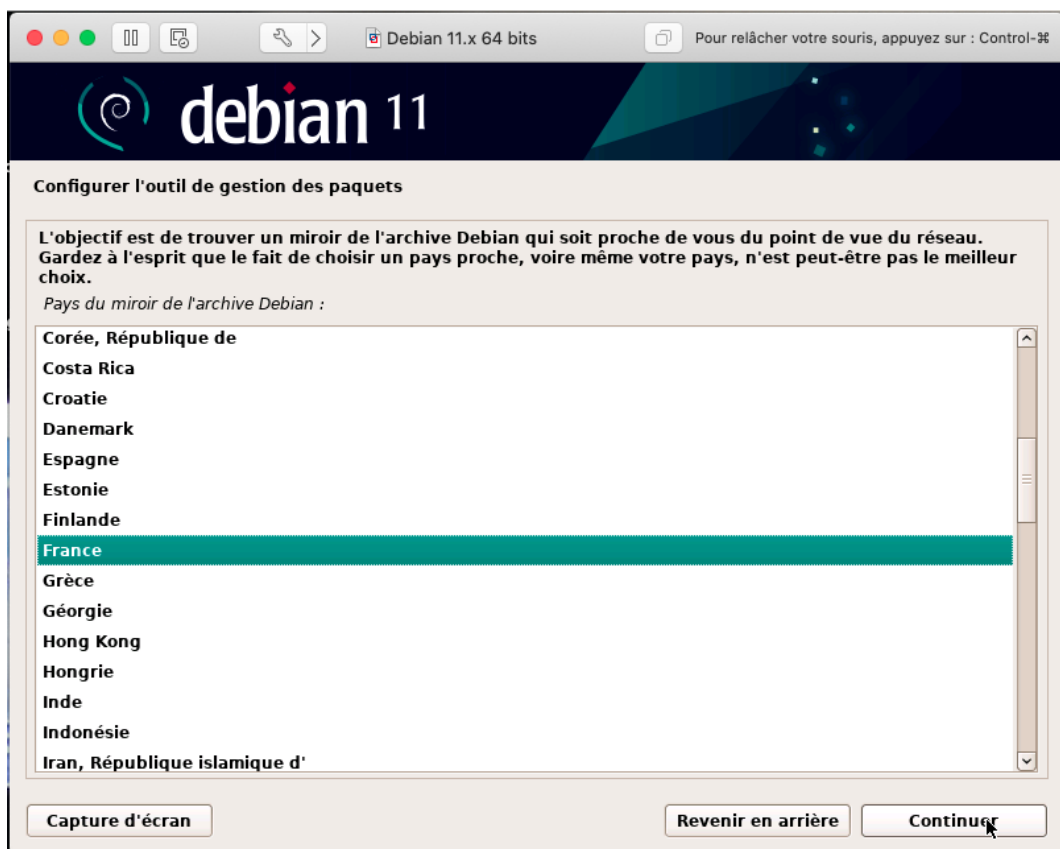 Debian 11.x 64 bits
Pour relâcher votre souris, appuyez sur : Control-⌘
debian 11
Configurer l'outil de gestion des paquets
L'objectif est de trouver un miroir de l'archive Debian qui soit proche de vous du point de vue du réseau.
Gardez à l'esprit que le fait de choisir un pays proche, voire même votre pays, n'est peut-être pas le meilleur
choix.
Pays du miroir de l'archive Debian :
Corée, République de
Costa Rica
Croatie
Danemark
Espagne
Estonie
Finlande
France
Grèce
Géorgie
Hong Kong
Hongrie
Inde
Indonésie
Iran, République islamique d'
Capture d'écran
Revenir en arrière
Continuer